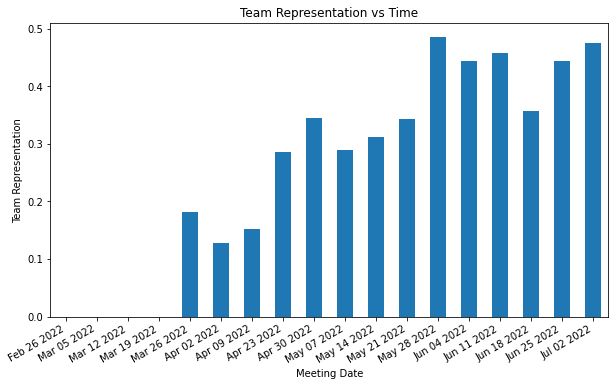 Team Representation vs Time
Team Representation
0.5
0.4
0.3
0.2
0.1
0.0
Feb 26 2022
Mar 05 2022
Mar 12 2022
Mar 19 2022
Mar 26 2022
Apr 02 2022
Apr 09 2022
Apr 23 2022
Apr 30 2022
May 07 2022
May 14 2022
May 21 2022
May 28 2022
Jun 04 2022
Jun 11 2022
Jun 18 2022
Jun 25 2022
Jul 02 2022
Meeting Date